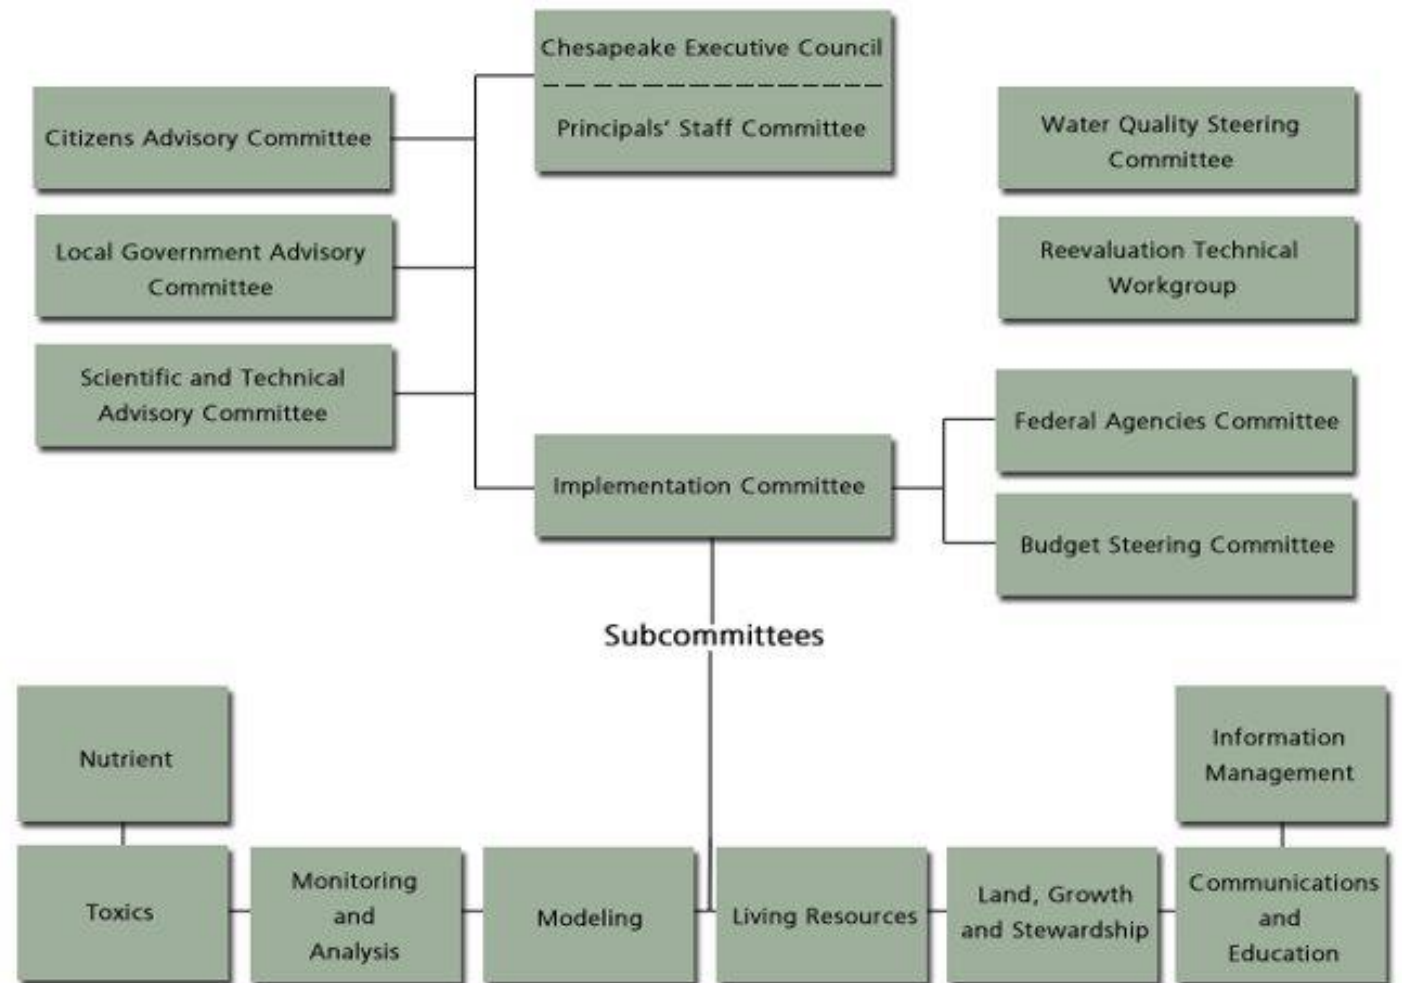 Chesapeake Executive Council
Principals' Staff Committee
Citizens Advisory Committee
Local Government Advisory
Committee
Scientific and Technical
Advisory Committee
Water Quality Steering
Committee
Reevaluation Technical
Workgroup
Federal Agencies Committee
Budget Steering Committee
Implementation Committee
Subcommittees
Nutrient
Toxics
Monitoring
and
Analysis
Modeling
Living Resources
Land, Growth
and Stewardship
Information
Management
Communications
and
Education